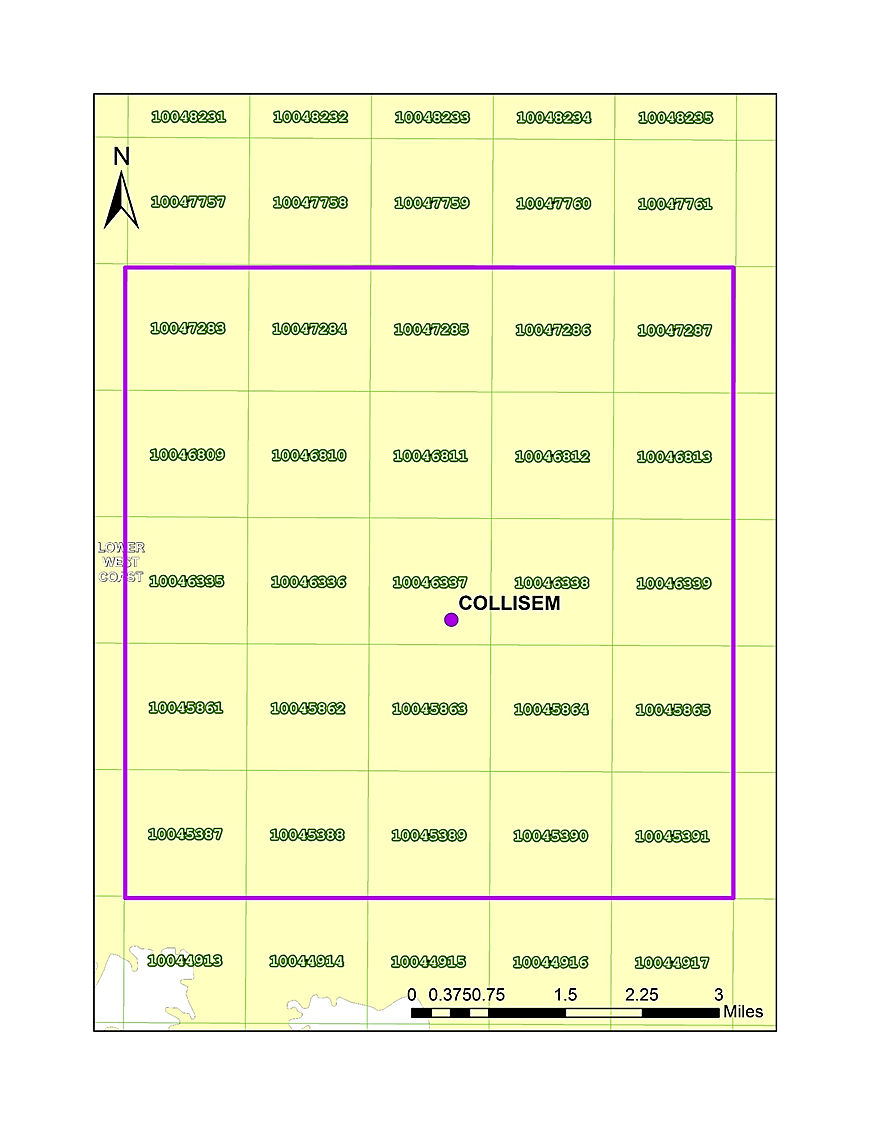 10048231 10048232 10048233 10048234 10048235
N
10047757 10047758 10047759 10047760 10047761
10047283 10047284 10047285 10047286 10047287
10046809 10046810 10046811 10046812 10046813
LOWER
WEST
COAST
10046335 10046336 10046337 10046338 10046339
COLLISEM
10045861 10045862 10045863 10045864 10045865
10045387 10045388 10045389 10045390 10045391
10044913 10044914 10044915 10044916 10044917
0 0.375 0.75 1.5 2.25 3
Miles